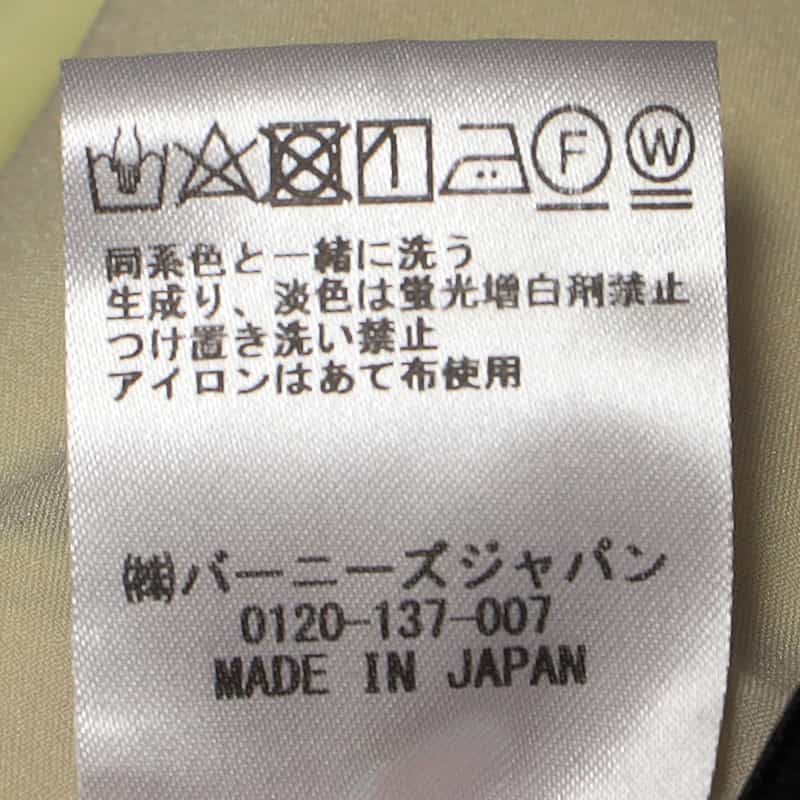 F W
同系色と一緒に洗う
生成り、淡色は蛍光増白剤禁止
つけ置き洗い禁止
アイロンはあて布使用
㈱バーニーズジャパン
0120-137-007
MADE IN JAPAN